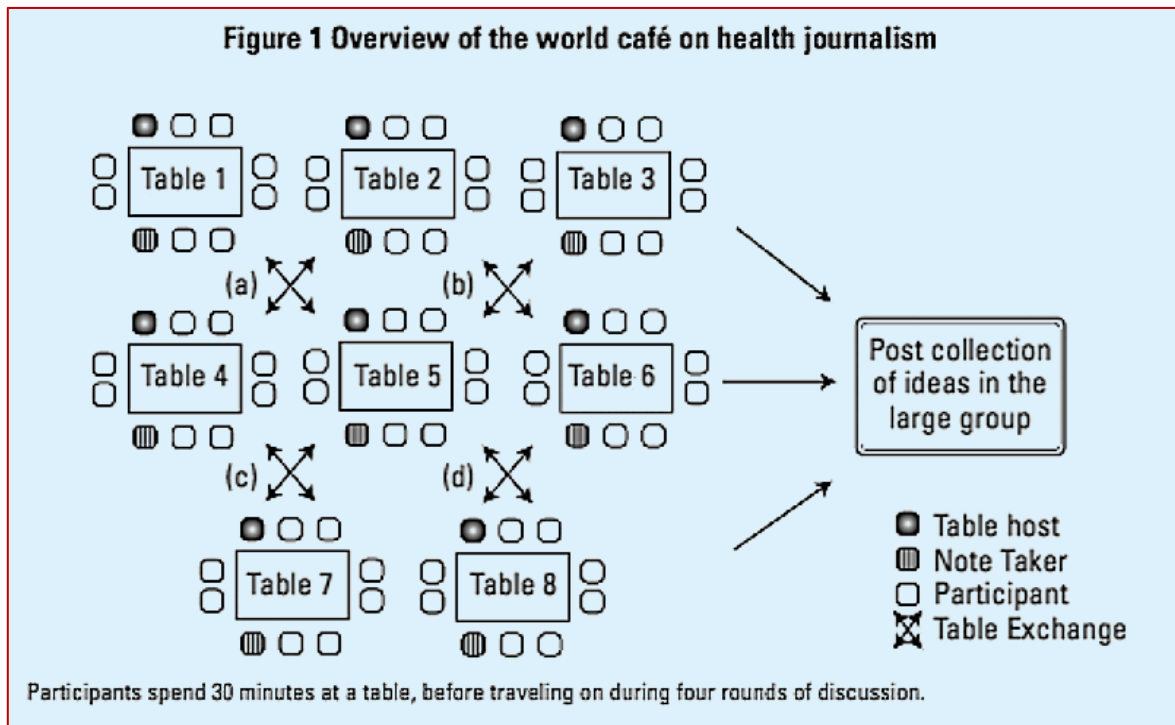 Figure 1 Overview of the world café on health journalism
Table 1
Table 2
Table 3
(a)
(b)
Table 4
Table 5
Table 6
Post collection
of ideas in the
large group
(c)
(d)
Table 7
Table 8
Table host
Note Taker
Participant
Table Exchange
Participants spend 30 minutes at a table, before traveling on during four rounds of discussion.